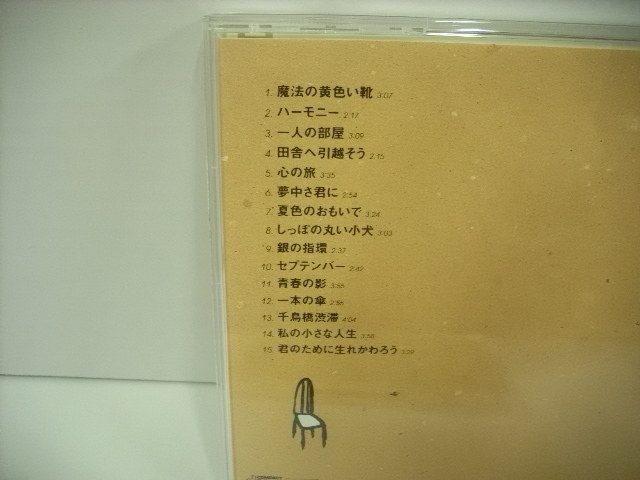 1. 魔法の黄色い靴 3:07
2. ハーモニー 2:17
3. 一人の部屋 3:09
4. 田舎へ引越そう 2:15
5. 心の旅 3:35
6. 夢中さ君に 2:54
7. 夏色のおもいで 3:24
8. しっぽの丸い小犬 3:03
9. 銀の指環 2:37
10. セプテンバー 2:42
11. 青春の影
12. 一本の傘
13. 千鳥橋渋滞 4:04
14. 私の小さな人生
15. 君のために生れかわろう